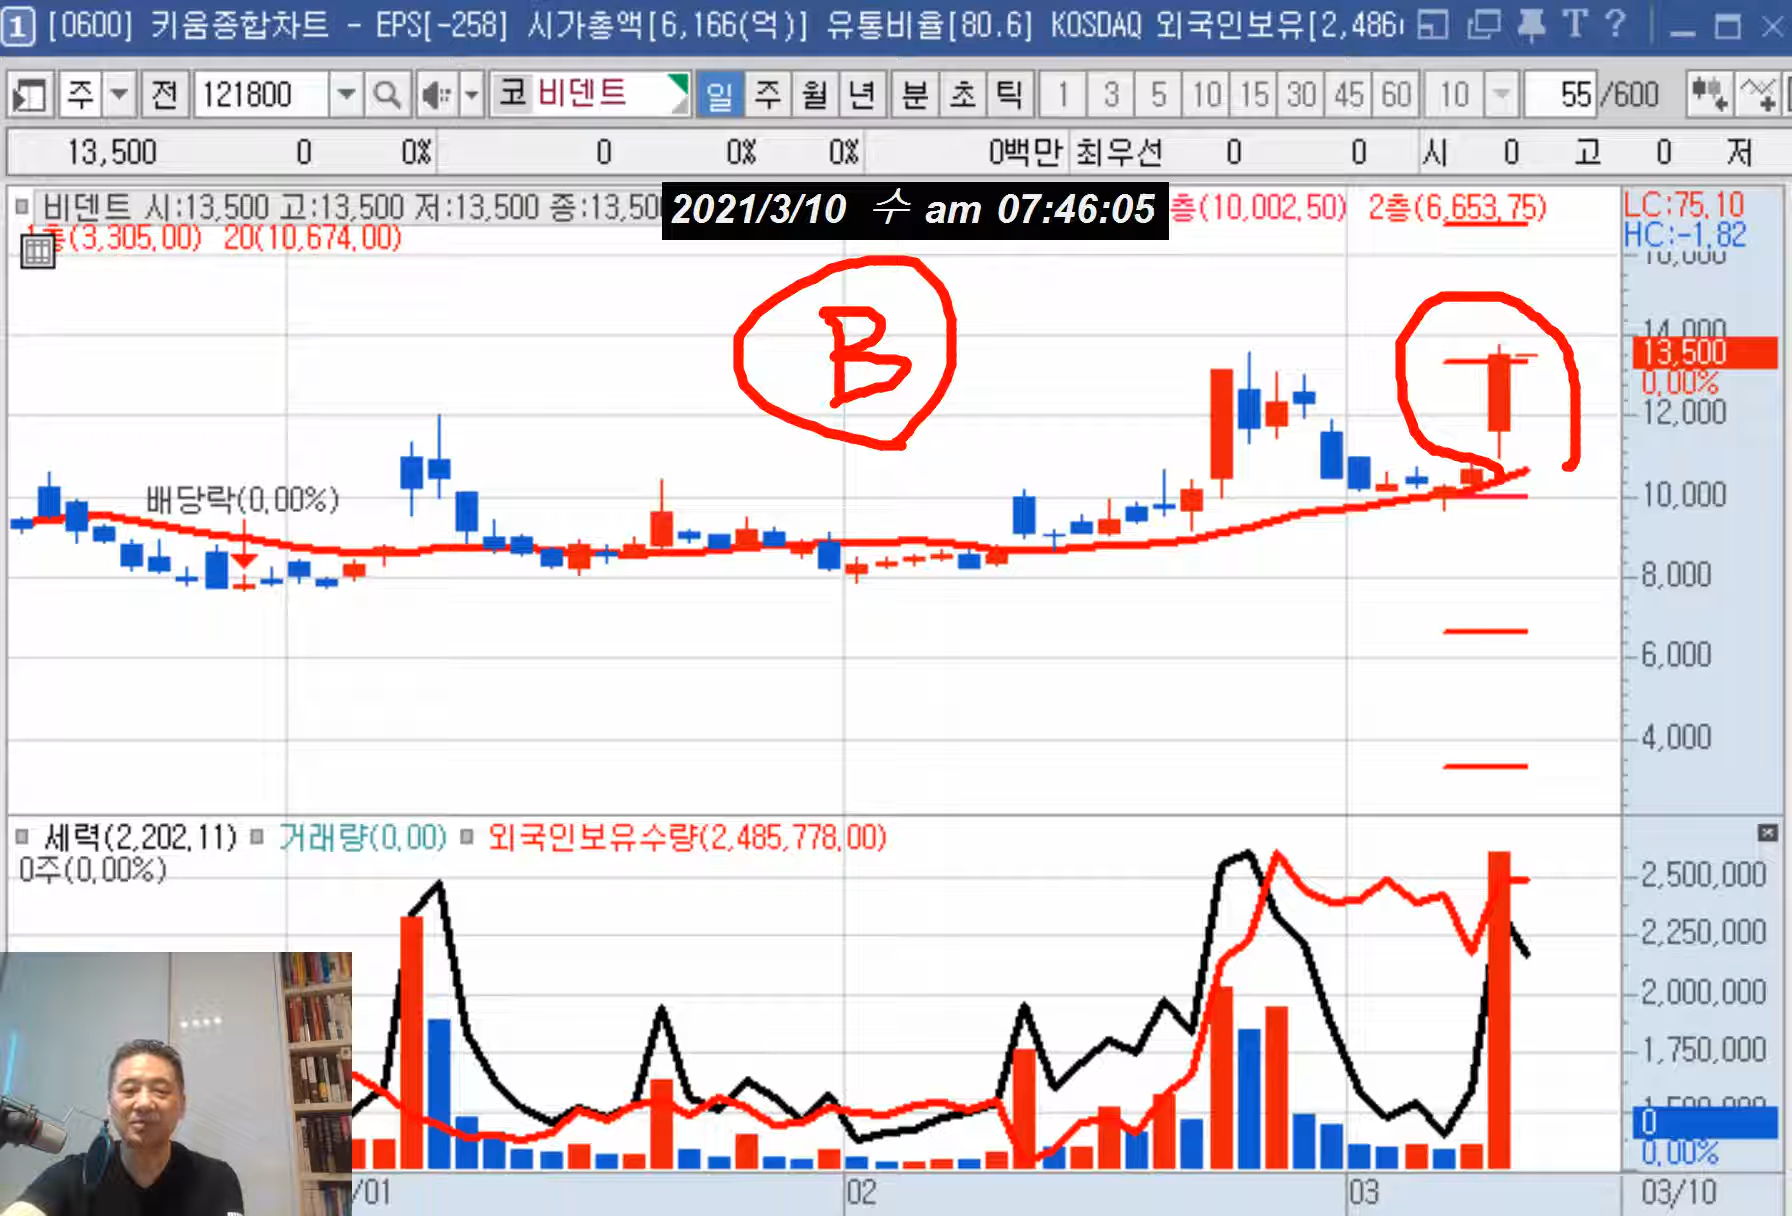 1 [0600] 키움종합차트 - EPS[-258] 시가총액[6,166(억)] 유통비율[80.6] KOSDAQ 외국인보유[2,486 T ?
주 전 121800 코 비덴트 일 주 월 년 분 초 틱 1 3 5 10 15 30 45 60 10 55 /600
13,500 0 0% 0 0% 0% 0백만 최우선 0 0 시 0 고 0 저
비덴트 시:13,500 고:13,500 저:13,500 종:13,50 2021/3/10 수 am 07:46:05 층(10,002.50) 2층(6,653.75) LC:75.10
층(3,305.00) 20(10,674.00) HC:-1.82
B
14,000
13,500
0.00%
12,000
배당락(0.00%)
10,000
8,000
6,000
4,000
세력(2,202.11) 거래량(0.00) 외국인보유수량(2,485,778.00)
0주(0.00%)
2,500,000
2,250,000
2,000,000
1,750,000
0
0.00%
/01 02 03 03/10